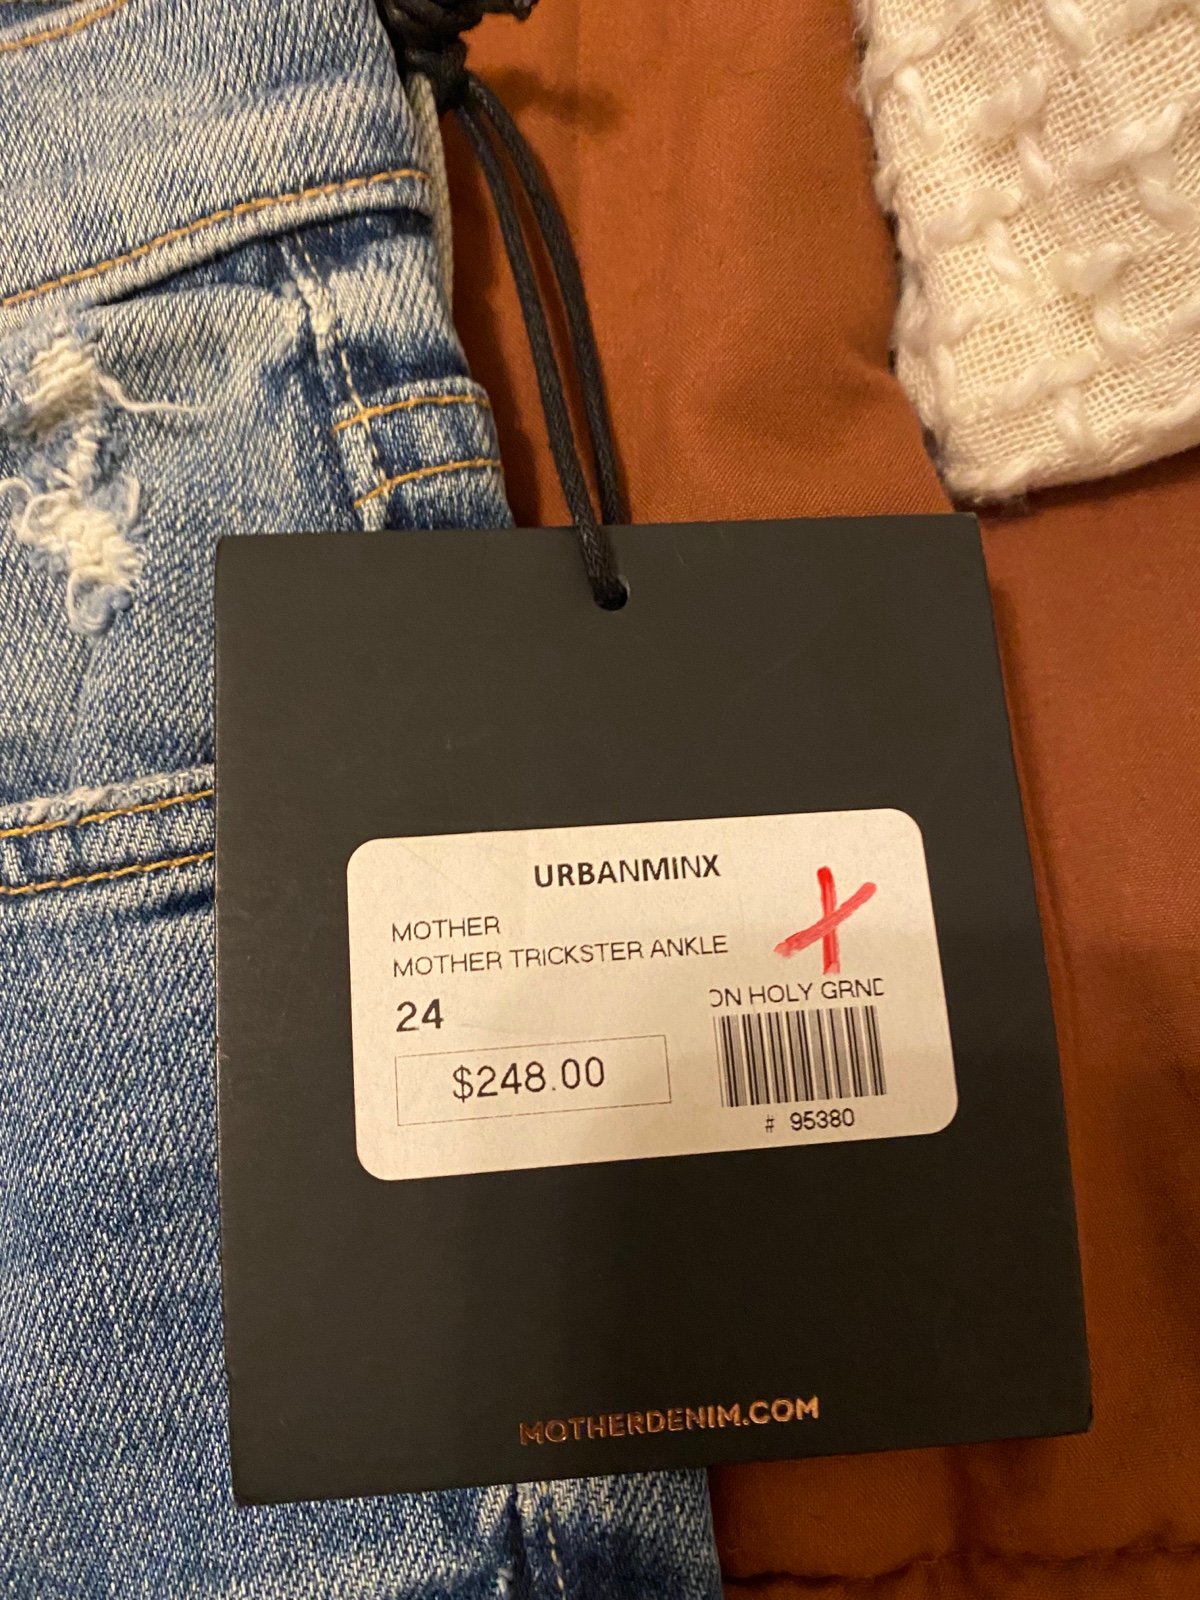 URBANMINX
MOTHER
MOTHER TRICKSTER ANKLE
24
ON HOLY GRND
$248.00
# 95380
MOTHERDENIM.COM